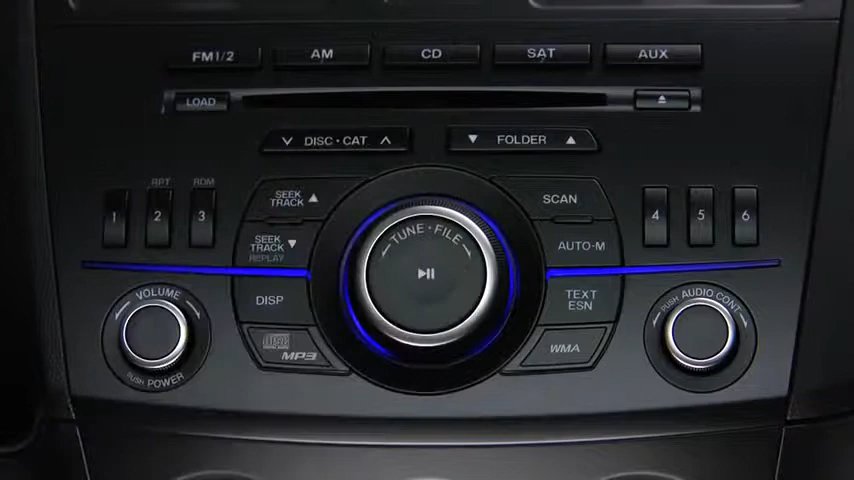 FM1/2 AM CD SAT AUX
LOAD
DISC•CAT FOLDER
RPT RDM
1 2 3
SEEK
TRACK
SCAN
4 5 6
TUNE•FILE
SEEK
TRACK
REPLAY
AUTO-M
DISP
TEXT
ESN
VOLUME
PUSH POWER
PUSH AUDIO CONT
disc
MP3
WMA